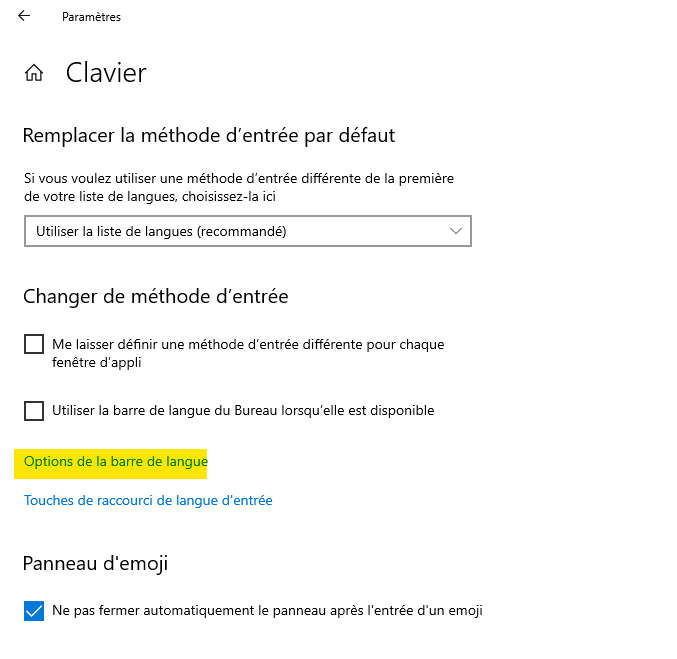 Paramètres
Clavier
Remplacer la méthode d’entrée par défaut
Si vous voulez utiliser une méthode d’entrée différente de la première
de votre liste de langues, choisissez-la ici
Utiliser la liste de langues (recommandé)
Changer de méthode d’entrée
Me laisser définir une méthode d’entrée différente pour chaque
fenêtre d’appli
Utiliser la barre de langue du Bureau lorsqu’elle est disponible
Options de la barre de langue
Touches de raccourci de langue d'entrée
Panneau d'emoji
Ne pas fermer automatiquement le panneau après l'entrée d'un emoji